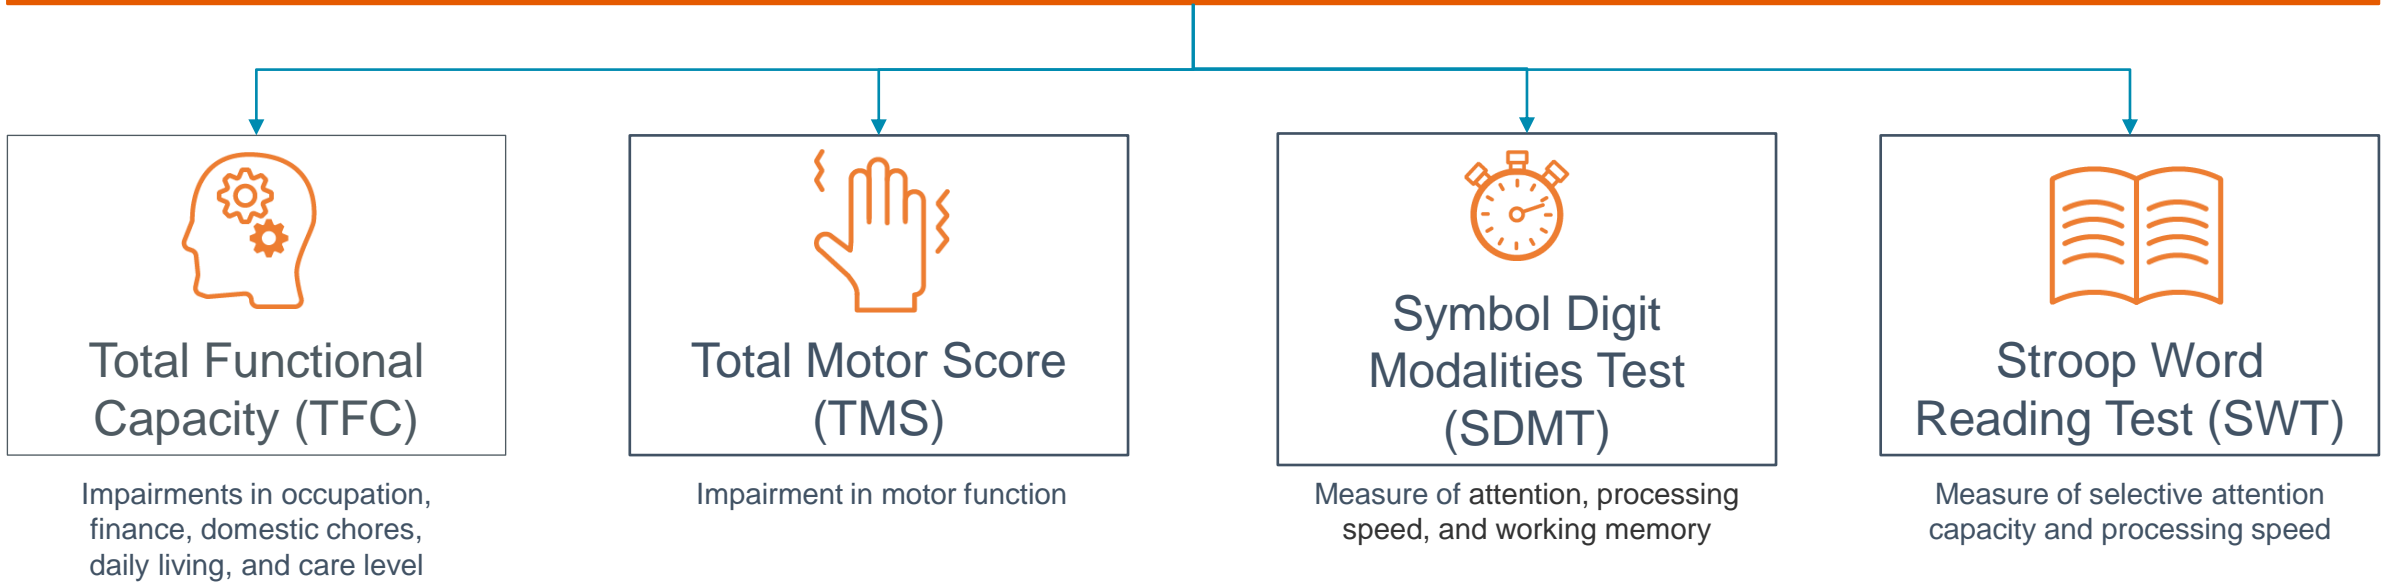 Total Functional
Capacity (TFC)
Impairments in occupation,
finance, domestic chores,
daily living, and care level
Total Motor Score
(TMS)
Impairment in motor function
Symbol Digit
Modalities Test
(SDMT)
Measure of attention, processing
speed, and working memory
Stroop Word
Reading Test (SWT)
Measure of selective attention
capacity and processing speed